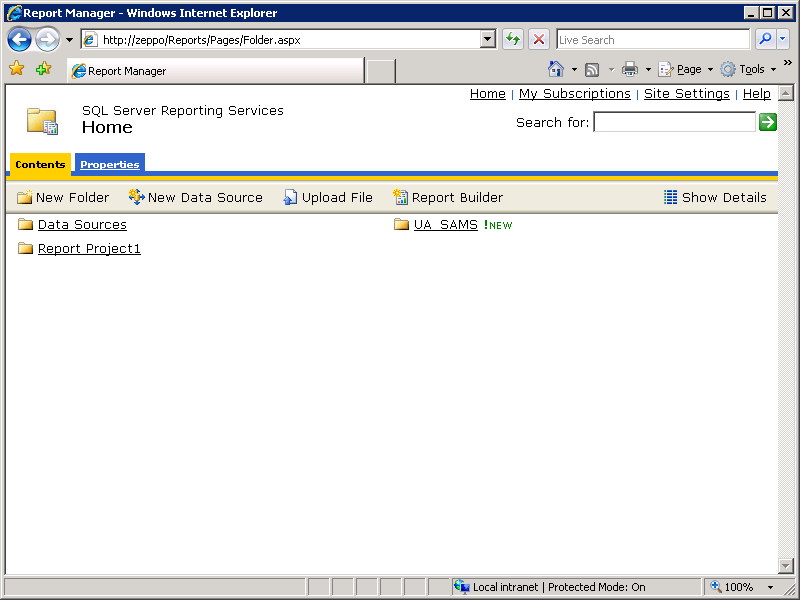 Report Manager - Windows Internet Explorer
http://zeppo/Reports/Pages/Folder.aspx
Live Search
Report Manager
Page
Tools
Home | My Subscriptions | Site Settings | Help
SQL Server Reporting Services
Home
Search for:
Contents
Properties
New Folder
New Data Source
Upload File
Report Builder
Show Details
Data Sources
UA_SAMS !NEW
Report Project1
Local intranet | Protected Mode: On
100%